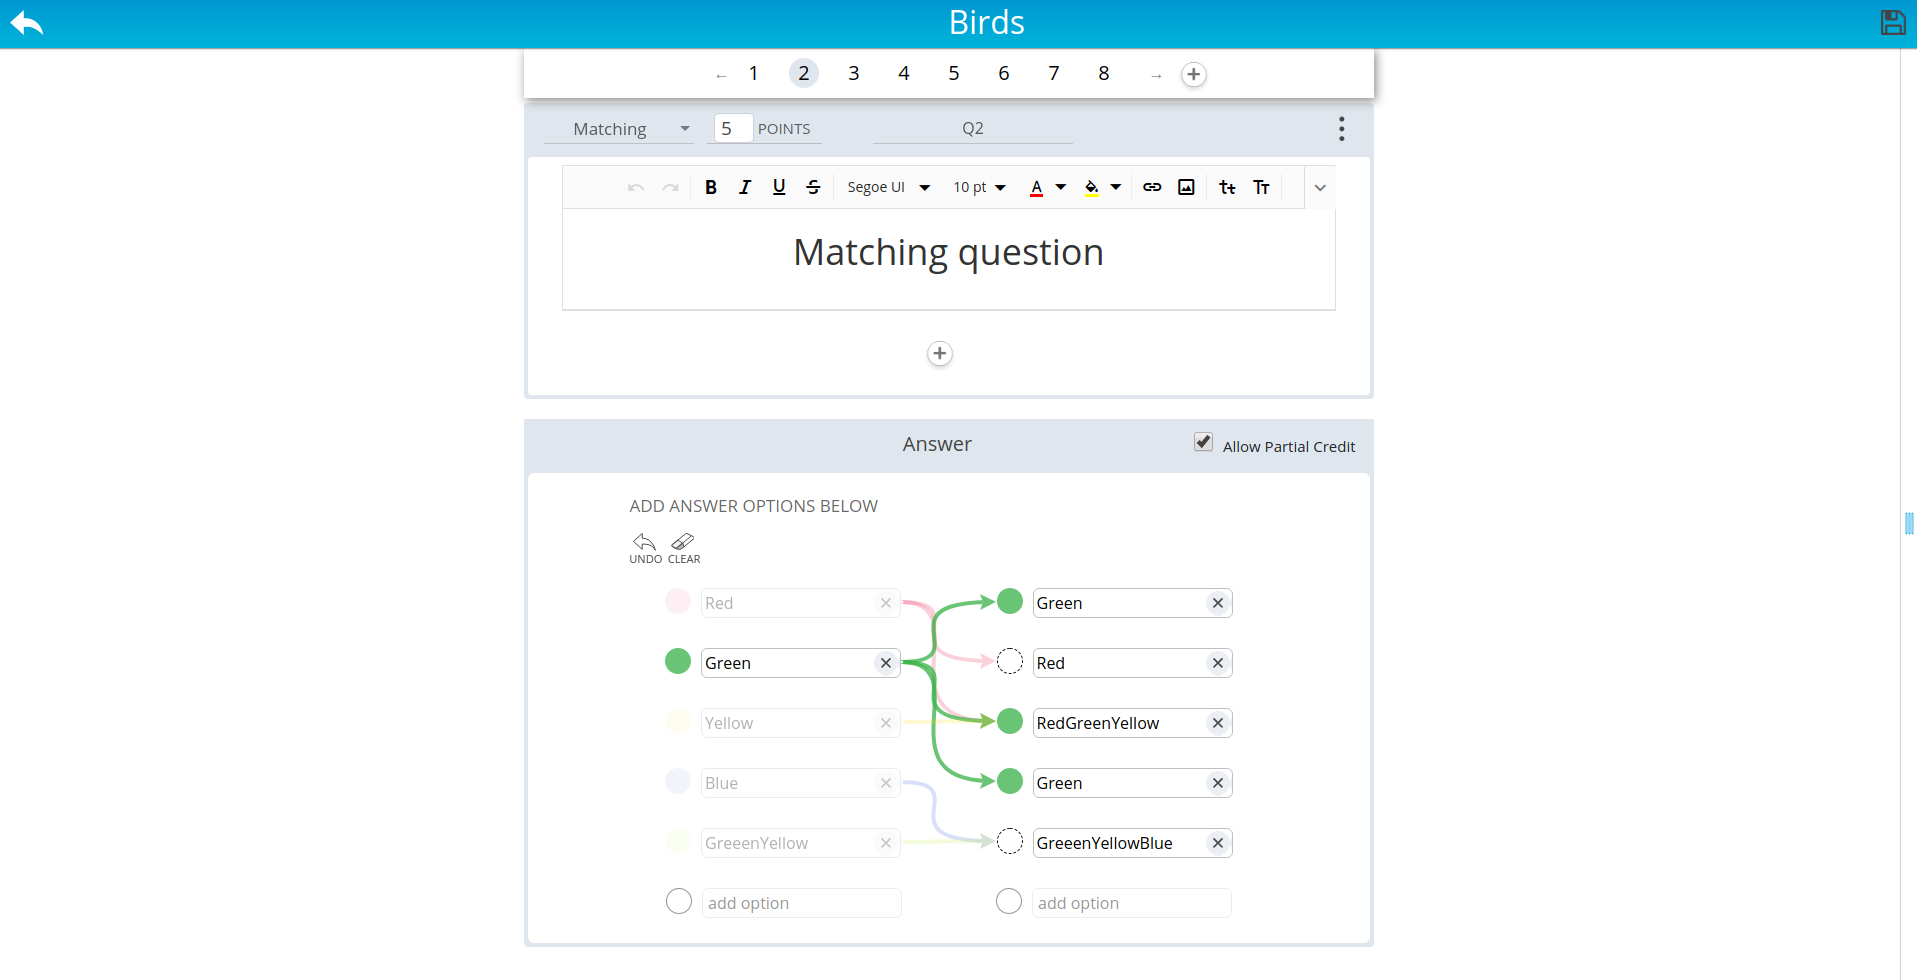 Birds
← 1 2 3 4 5 6 7 8 → +
Matching 5 POINTS Q2
B I U S Segoe UI 10 pt A tt TT
Matching question
+
Answer Allow Partial Credit
ADD ANSWER OPTIONS BELOW
UNDO CLEAR
Red × Green ×
Green × Red ×
Yellow × RedGreenYellow ×
Blue × Green ×
GreeenYellow × GreeenYellowBlue ×
add option add option